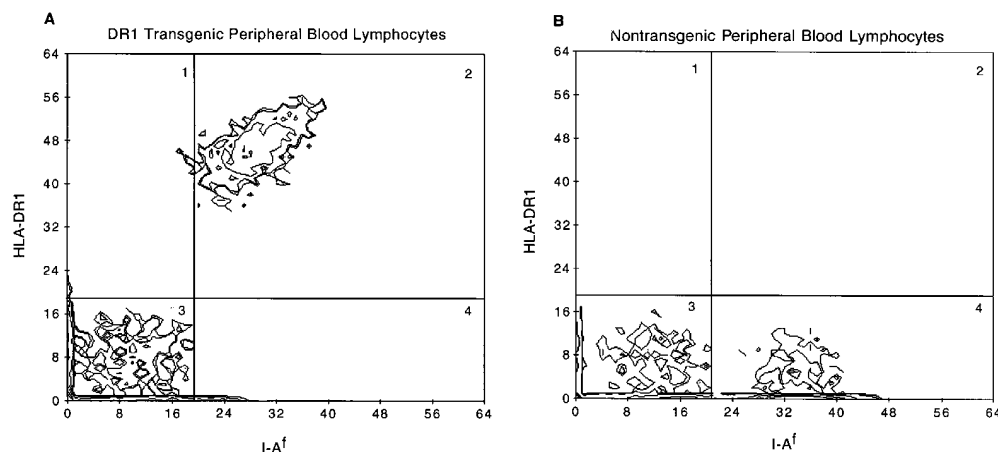 A
DR1 Transgenic Peripheral Blood Lymphocytes
64
56
48
40
32
24
16
8
0
HLA-DR1
1
2
3
4
0 8 16 24 32 40 48 56 64
I-Af
B
Nontransgenic Peripheral Blood Lymphocytes
64
56
48
40
32
24
16
8
0
HLA-DR1
1
2
3
4
0 8 16 24 32 40 48 56 64
I-Af